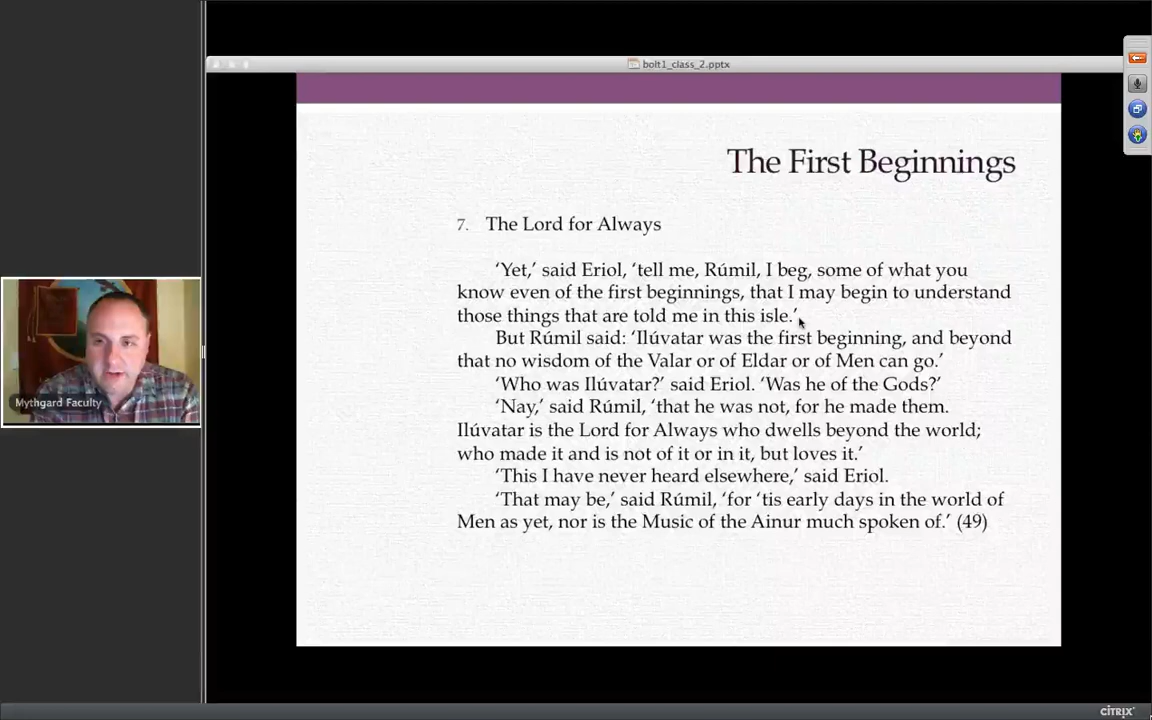 bolt1_class_2.pptx
The First Beginnings
7. The Lord for Always
‘Yet,’ said Eriol, ‘tell me, Rúmil, I beg, some of what you
know even of the first beginnings, that I may begin to understand
those things that are told me in this isle.’
But Rúmil said: ‘Ilúvatar was the first beginning, and beyond
that no wisdom of the Valar or of Eldar or of Men can go.’
‘Who was Ilúvatar?’ said Eriol. ‘Was he of the Gods?’
‘Nay,’ said Rúmil, ‘that he was not, for he made them.
Ilúvatar is the Lord for Always who dwells beyond the world;
who made it and is not of it or in it, but loves it.’
‘This I have never heard elsewhere,’ said Eriol.
‘That may be,’ said Rúmil, ‘for ‘tis early days in the world of
Men as yet, nor is the Music of the Ainur much spoken of.’ (49)
Mythgard Faculty
CITRIX